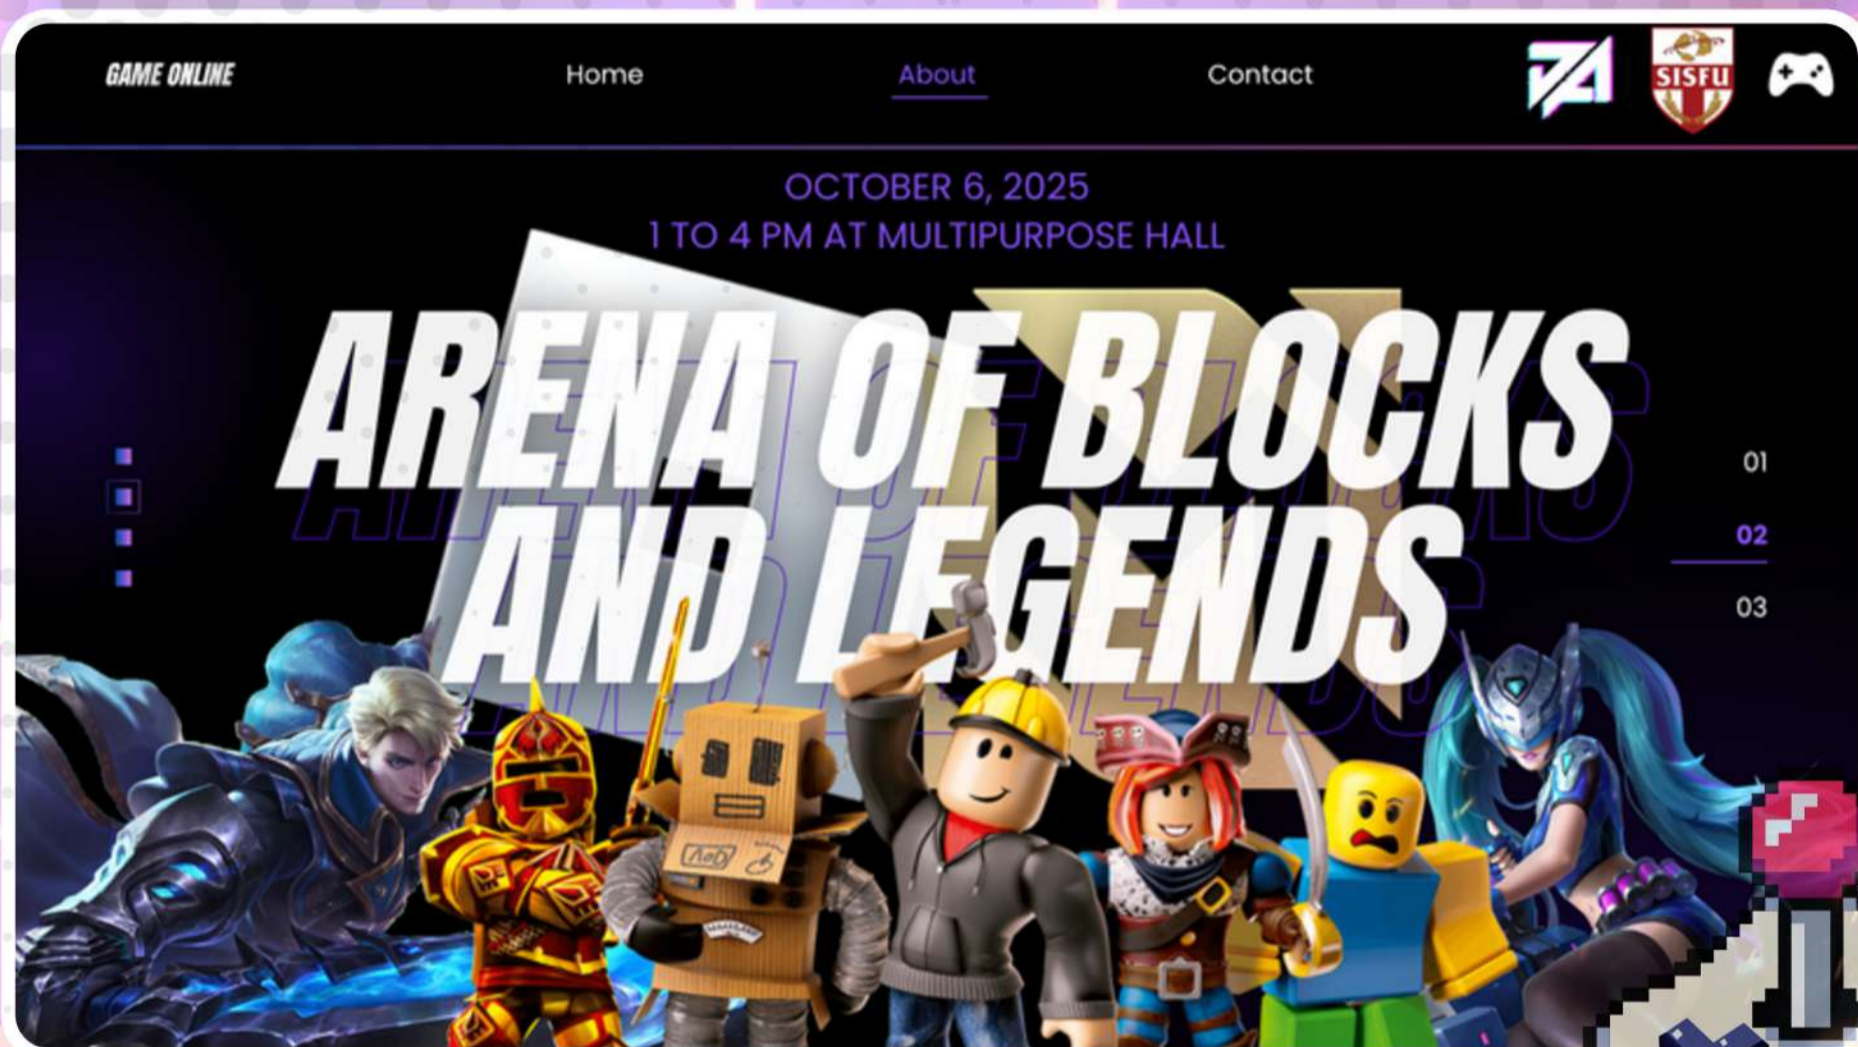 GAME ONLINE
Home
About
Contact
SISFU
OCTOBER 6, 2025
1 TO 4 PM AT MULTIPURPOSE HALL
ARENA OF BLOCKS
AND LEGENDS
01
02
03